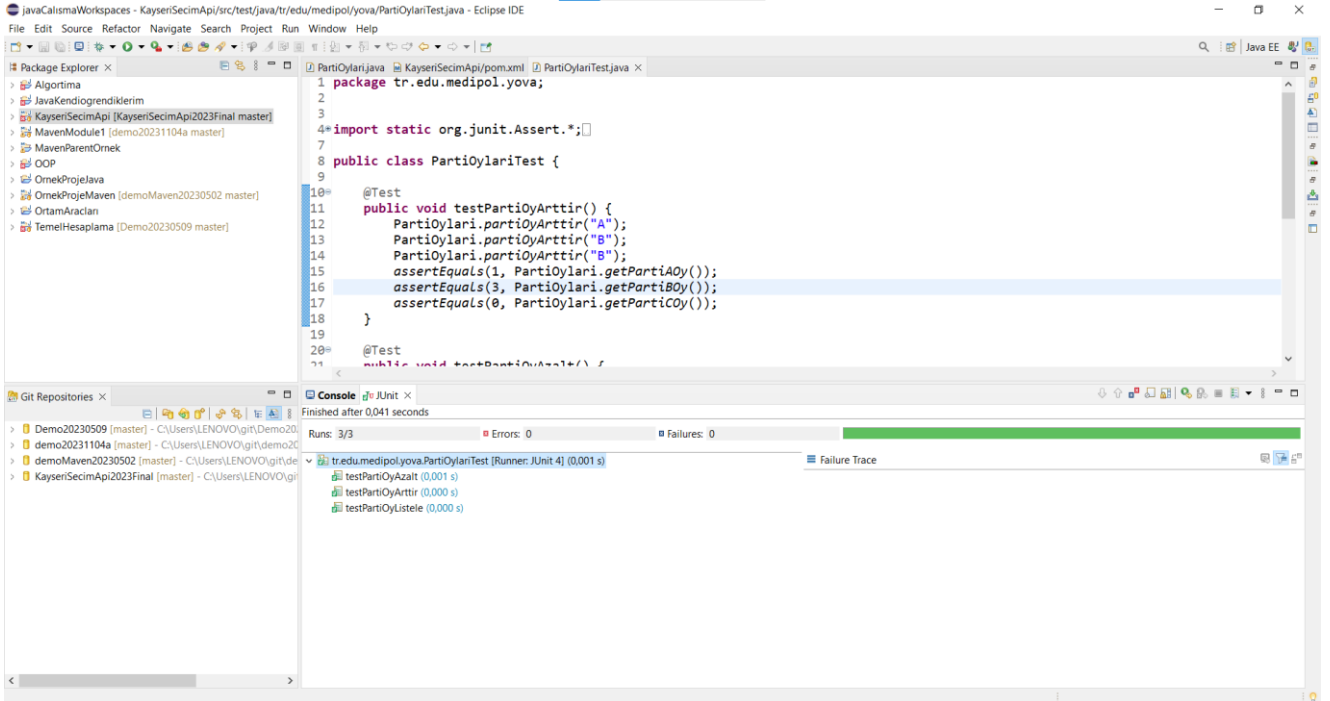 javaCalısmaWorkspaces - KayseriSecimApi/src/test/java/tr/edu/medipol/yova/PartiOylariTest.java - Eclipse IDE
File Edit Source Refactor Navigate Search Project Run Window Help
Java EE
Package Explorer
Algortima
JavaKendiogrendiklerim
KayseriSecimApi [KayseriSecimApi2023Final master]
MavenModule1 [demo20231104a master]
MavenParentOrnek
OOP
OrnekProjeJava
OrnekProjeMaven [demoMaven20230502 master]
OrtamAracları
TemelHesaplama [Demo20230509 master]
PartiOylari.java KayseriSecimApi/pom.xml PartiOylariTest.java
1 package tr.edu.medipol.yova;
2
3
4 import static org.junit.Assert.*;
7
8 public class PartiOylariTest {
9
10 @Test
11 public void testPartiOyArttir() {
12 PartiOylari.partiOyArttir("A");
13 PartiOylari.partiOyArttir("B");
14 PartiOylari.partiOyArttir("B");
15 assertEquals(1, PartiOylari.getPartiAOy());
16 assertEquals(3, PartiOylari.getPartiBOy());
17 assertEquals(0, PartiOylari.getPartiCOy());
18 }
19
20 @Test
21 public void testPartiOyAzalt() {
Git Repositories
Demo20230509 [master] - C:\Users\LENOVO\git\Demo20
demo20231104a [master] - C:\Users\LENOVO\git\demo20
demoMaven20230502 [master] - C:\Users\LENOVO\git\de
KayseriSecimApi2023Final [master] - C:\Users\LENOVO\gi
Console JUnit
Finished after 0,041 seconds
Runs: 3/3 Errors: 0 Failures: 0
tr.edu.medipol.yova.PartiOylariTest [Runner: JUnit 4] (0,001 s)
testPartiOyAzalt (0,001 s)
testPartiOyArttir (0,000 s)
testPartiOyListele (0,000 s)
Failure Trace